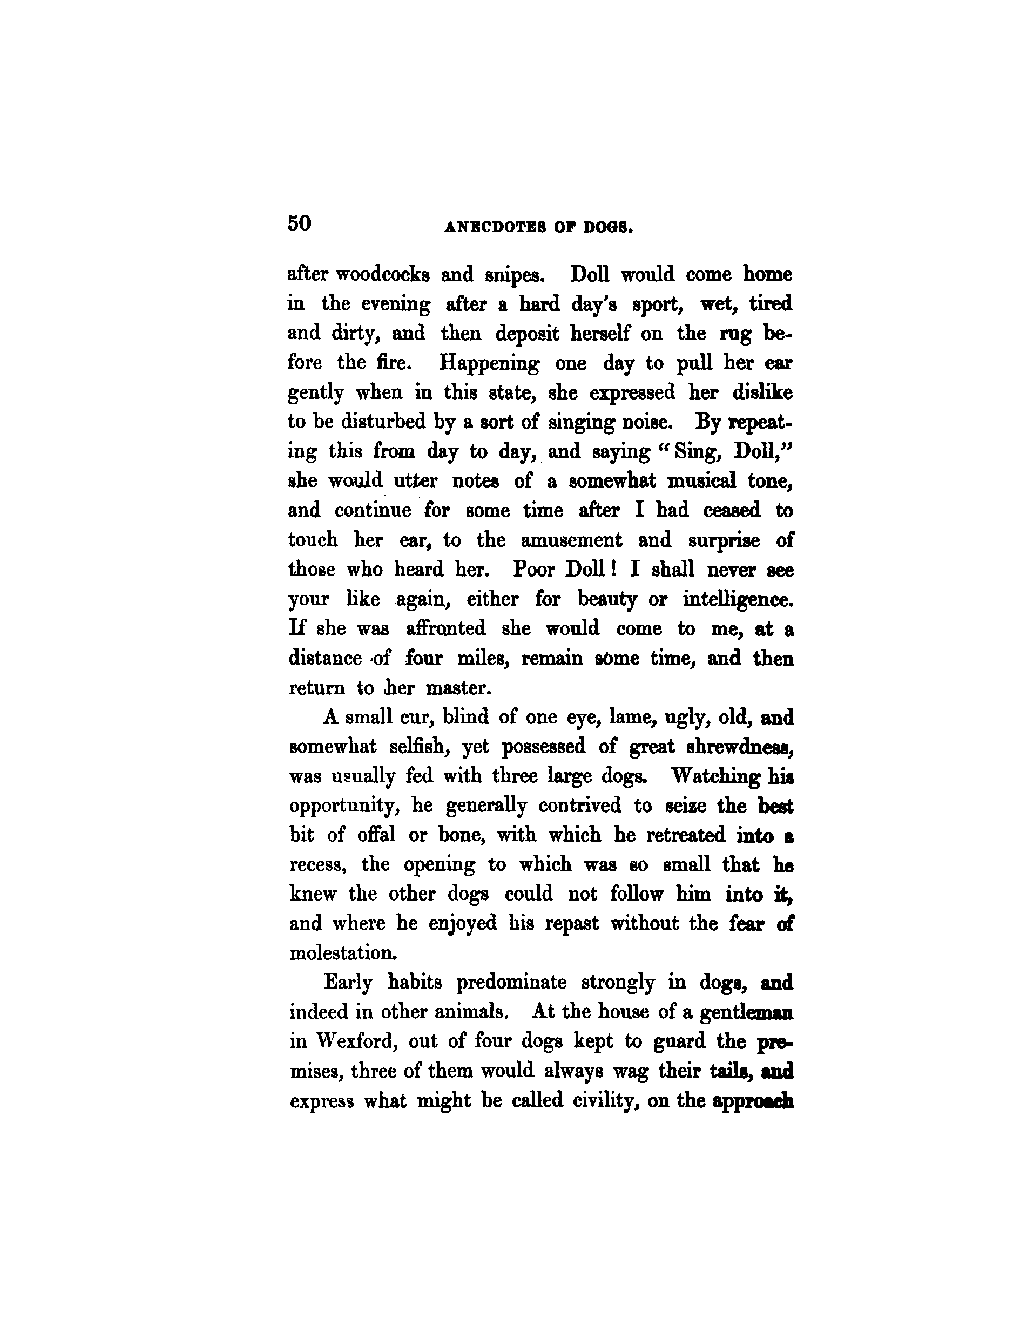 50 ANECDOTES OF DOGS.
after woodcocks and snipes. Doll would come home
in the evening after a hard day's sport, wet, tired
and dirty, and then deposit herself on the rug be-
fore the fire. Happening one day to pull her ear
gently when in this state, she expressed her dislike
to be disturbed by a sort of singing noise. By repeat-
ing this from day to day, and saying “Sing, Doll,”
she would utter notes of a somewhat musical tone,
and continue for some time after I had ceased to
touch her ear, to the amusement and surprise of
those who heard her. Poor Doll! I shall never see
your like again, either for beauty or intelligence.
If she was affronted she would come to me, at a
distance of four miles, remain some time, and then
return to her master.
A small cur, blind of one eye, lame, ugly, old, and
somewhat selfish, yet possessed of great shrewdness,
was usually fed with three large dogs. Watching his
opportunity, he generally contrived to seize the best
bit of offal or bone, with which he retreated into a
recess, the opening to which was so small that he
knew the other dogs could not follow him into it,
and where he enjoyed his repast without the fear of
molestation.
Early habits predominate strongly in dogs, and
indeed in other animals. At the house of a gentleman
in Wexford, out of four dogs kept to guard the pre-
mises, three of them would always wag their tails, and
express what might be called civility, on the approach